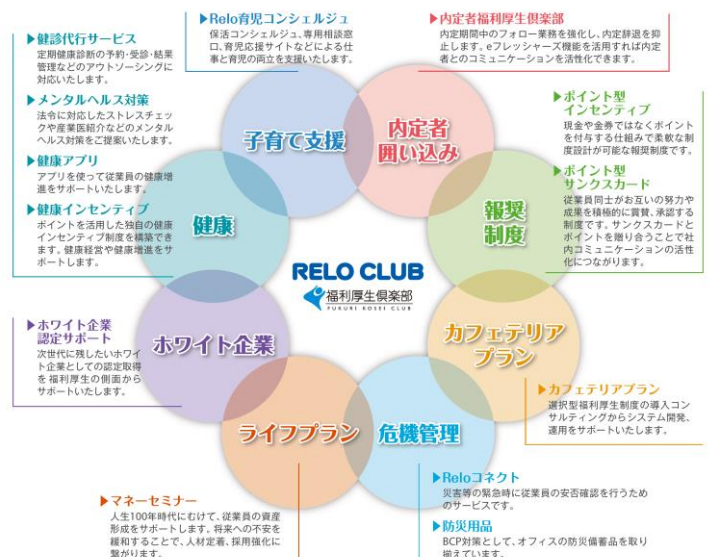 ▶Relo育児コンシェルジュ
保活コンシェルジュ、専用相談窓
口、育児応援サイトなどによる仕
事と育児の両立を支援いたします。
▶内定者福利厚生倶楽部
内定期間中のフォロー業務を強化し、内定辞退を抑
止します。eフレッシャーズ機能を活用すれば内定
者とのコミュニケーションを活性化できます。
▶健診代行サービス
定期健康診断の予約・受診・結果
管理などのアウトソーシングに
対応いたします。
▶メンタルヘルス対策
法令に対応したストレスチェッ
クや産業医紹介などのメンタル
ヘルス対策をご提案いたします。
▶健康アプリ
アプリを使って従業員の健康増
進をサポートいたします。
▶健康インセンティブ
ポイントを活用した独自の健康
インセンティブ制度を構築でき
ます。健康経営や健康増進をサ
ポートします。
▶ポイント型
インセンティブ
現金や金券ではなくポイント
を付与する仕組みで柔軟な制
度設計が可能な報奨制度です。
▶ポイント型
サンクスカード
従業員同士がお互いの努力や
成果を積極的に賞賛、承認する
制度です。サンクスカードと
ポイントを贈り合うことで社
内コミュニケーションの活性
化につながります。
子育て支援
内定者
囲い込み
健康
報奨
制度
RELO CLUB
福利厚生倶楽部
FUKURI KOSEI CLUB
ホワイト企業
カフェテリア
プラン
ライフプラン
危機管理
▶ホワイト企業
認定サポート
次世代に残したいホワイ
ト企業としての認定取得
を福利厚生の側面から
サポートいたします。
▶カフェテリアプラン
選択型福利厚生制度の導入コン
サルティングからシステム開発、
運用をサポートいたします。
▶マネーセミナー
人生100年時代にむけて、従業員の資産
形成をサポートします。将来への不安を
緩和することで、人材定着、採用強化に
繋がります。
▶Reloコネクト
災害等の緊急時に従業員の安否確認を行うため
のサービスです。
▶防災用品
BCP対策として、オフィスの防災備蓄品を取り
揃えています。